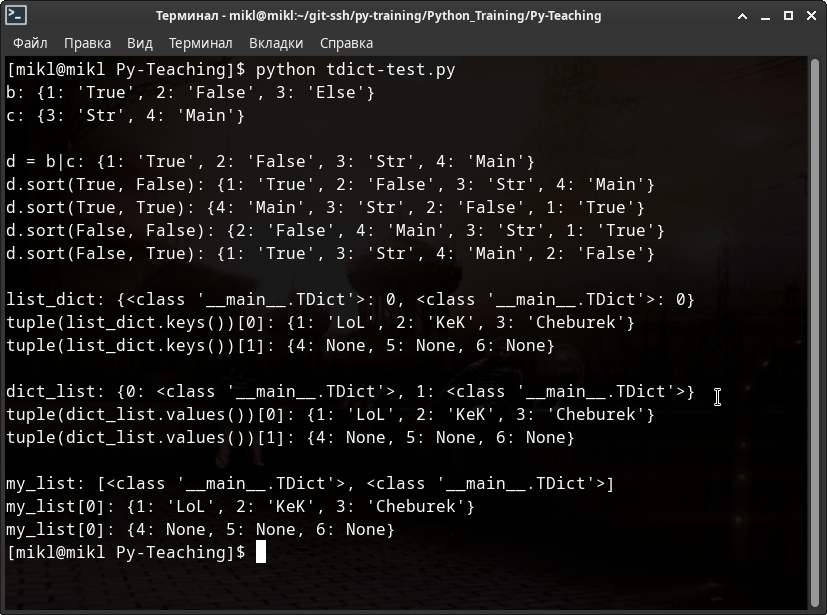 Терминал - mikl@mikl:~/git-ssh/py-training/Python_Training/Py-Teaching
Файл Правка Вид Терминал Вкладки Справка
[mikl@mikl Py-Teaching]$ python tdict-test.py
b: {1: 'True', 2: 'False', 3: 'Else'}
c: {3: 'Str', 4: 'Main'}
d = b|c: {1: 'True', 2: 'False', 3: 'Str', 4: 'Main'}
d.sort(True, False): {1: 'True', 2: 'False', 3: 'Str', 4: 'Main'}
d.sort(True, True): {4: 'Main', 3: 'Str', 2: 'False', 1: 'True'}
d.sort(False, False): {2: 'False', 4: 'Main', 3: 'Str', 1: 'True'}
d.sort(False, True): {1: 'True', 3: 'Str', 4: 'Main', 2: 'False'}
list_dict: {<class '__main__.TDict'>: 0, <class '__main__.TDict'>: 0}
tuple(list_dict.keys())[0]: {1: 'LoL', 2: 'KeK', 3: 'Cheburek'}
tuple(list_dict.keys())[1]: {4: None, 5: None, 6: None}
dict_list: {0: <class '__main__.TDict'>, 1: <class '__main__.TDict'>}
tuple(dict_list.values())[0]: {1: 'LoL', 2: 'KeK', 3: 'Cheburek'}
tuple(dict_list.values())[1]: {4: None, 5: None, 6: None}
my_list: [<class '__main__.TDict'>, <class '__main__.TDict'>]
my_list[0]: {1: 'LoL', 2: 'KeK', 3: 'Cheburek'}
my_list[0]: {4: None, 5: None, 6: None}
[mikl@mikl Py-Teaching]$